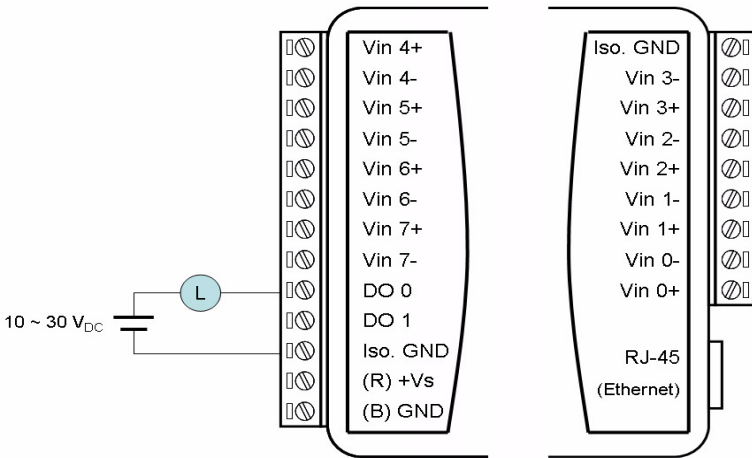 Vin 4+
Vin 4-
Vin 5+
Vin 5-
Vin 6+
Vin 6-
Vin 7+
Vin 7-
DO 0
DO 1
Iso. GND
(R) +Vs
(B) GND
L
10 ~ 30 VDC
Iso. GND
Vin 3-
Vin 3+
Vin 2-
Vin 2+
Vin 1-
Vin 1+
Vin 0-
Vin 0+
RJ-45
(Ethernet)